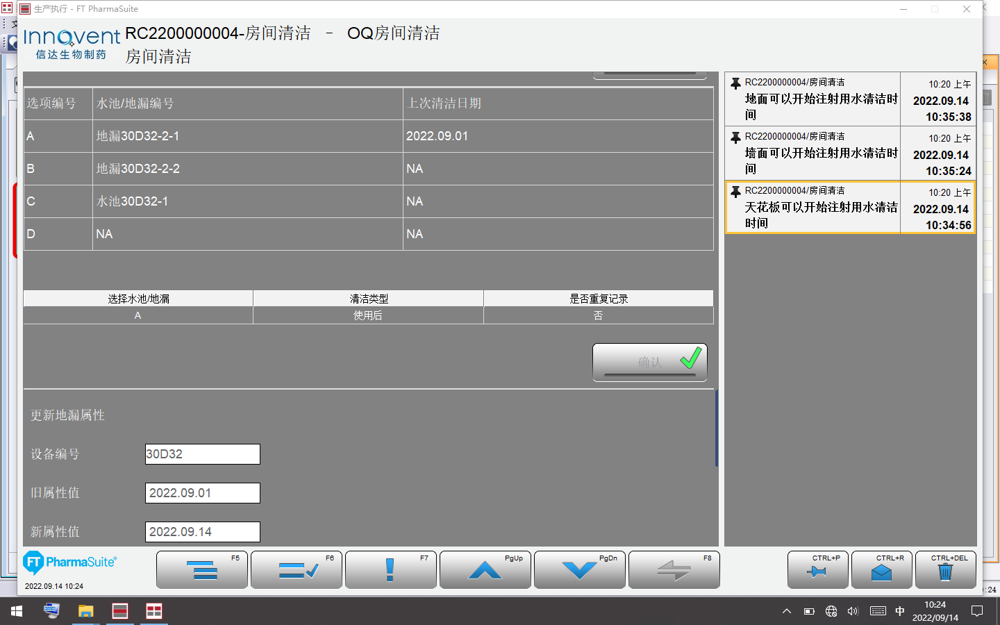 生产执行 - FT PharmaSuite
Innovent
信达生物制药
RC2200000004-房间清洁 - OQ房间清洁
房间清洁
选项编号 水池/地漏编号 上次清洁日期
A 地漏30D32-2-1 2022.09.01
B 地漏30D32-2-2 NA
C 水池30D32-1 NA
D NA NA
选择水池/地漏 清洁类型 是否重复记录
A 使用后 否
确认
更新地漏属性
设备编号 30D32
旧属性值 2022.09.01
新属性值 2022.09.14
RC2200000004/房间清洁 10:20 上午
地面可以开始注射用水清洁时间 2022.09.14 10:35:38
RC2200000004/房间清洁 10:20 上午
墙面可以开始注射用水清洁时间 2022.09.14 10:35:24
RC2200000004/房间清洁 10:20 上午
天花板可以开始注射用水清洁时间 2022.09.14 10:34:56
FT PharmaSuite®
2022.09.14 10:24
F5 F6 F7 PgUp PgDn F8 CTRL+P CTRL+R CTRL+DEL
:24
中 10:24
2022/09/14